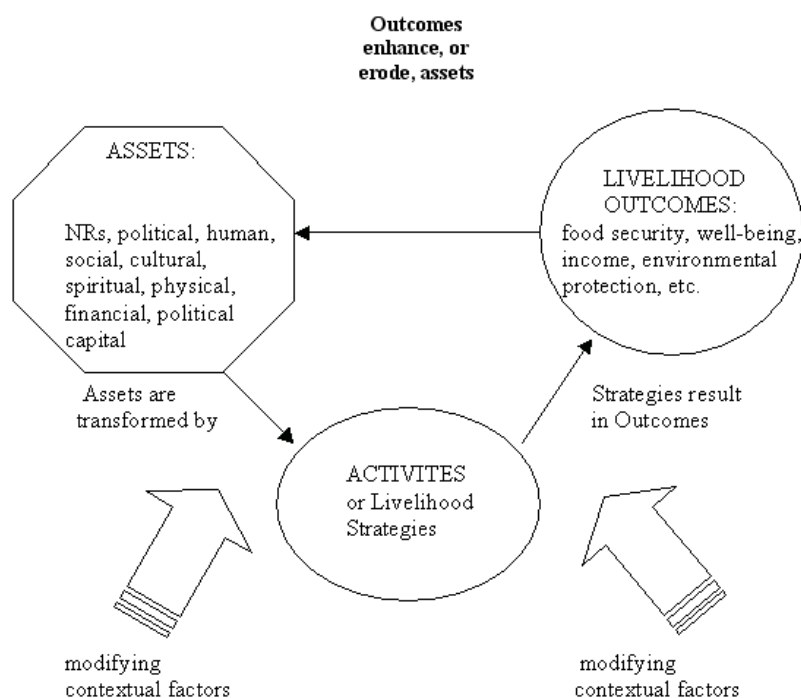 Outcomes
enhance, or
erode, assets
ASSETS:
NRs, political, human,
social, cultural,
spiritual, physical,
financial, political
capital
LIVELIHOOD
OUTCOMES:
food security, well-being,
income, environmental
protection, etc.
Assets are
transformed by
Strategies result
in Outcomes
ACTIVITES
or Livelihood
Strategies
modifying
contextual factors
modifying
contextual factors